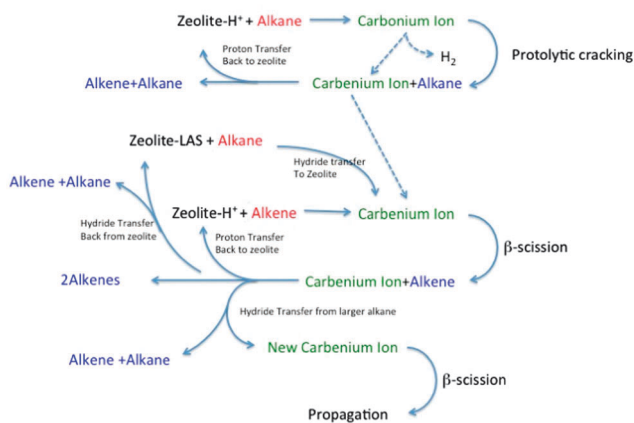 Zeolite-H⁺ + Alkane
Carbonium Ion
H₂
Protolytic cracking
Proton Transfer
Back to zeolite
Alkene+Alkane
Carbenium Ion+Alkane
Zeolite-LAS + Alkane
Hydride transfer
To Zeolite
Alkene +Alkane
Zeolite-H⁺ + Alkene
Carbenium Ion
Hydride Transfer
Back from zeolite
Proton Transfer
Back to zeolite
β-scission
2Alkenes
Carbenium Ion+Alkene
Hydride Transfer from larger alkane
Alkene +Alkane
New Carbenium Ion
β-scission
Propagation